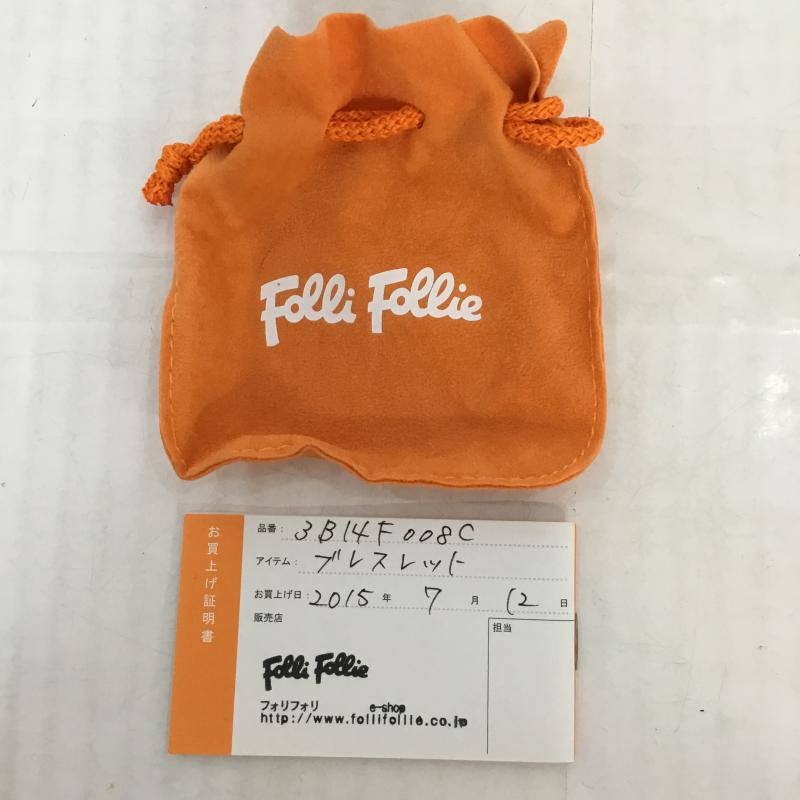 Folli Follie
お買上げ証明書
品番: 3B14F008C
アイテム: ブレスレット
お買上げ日: 2015 年 7 月 12 日
販売店
担当
Folli Follie
フォリフォリ e-shop
http://www.follifollie.co.jp